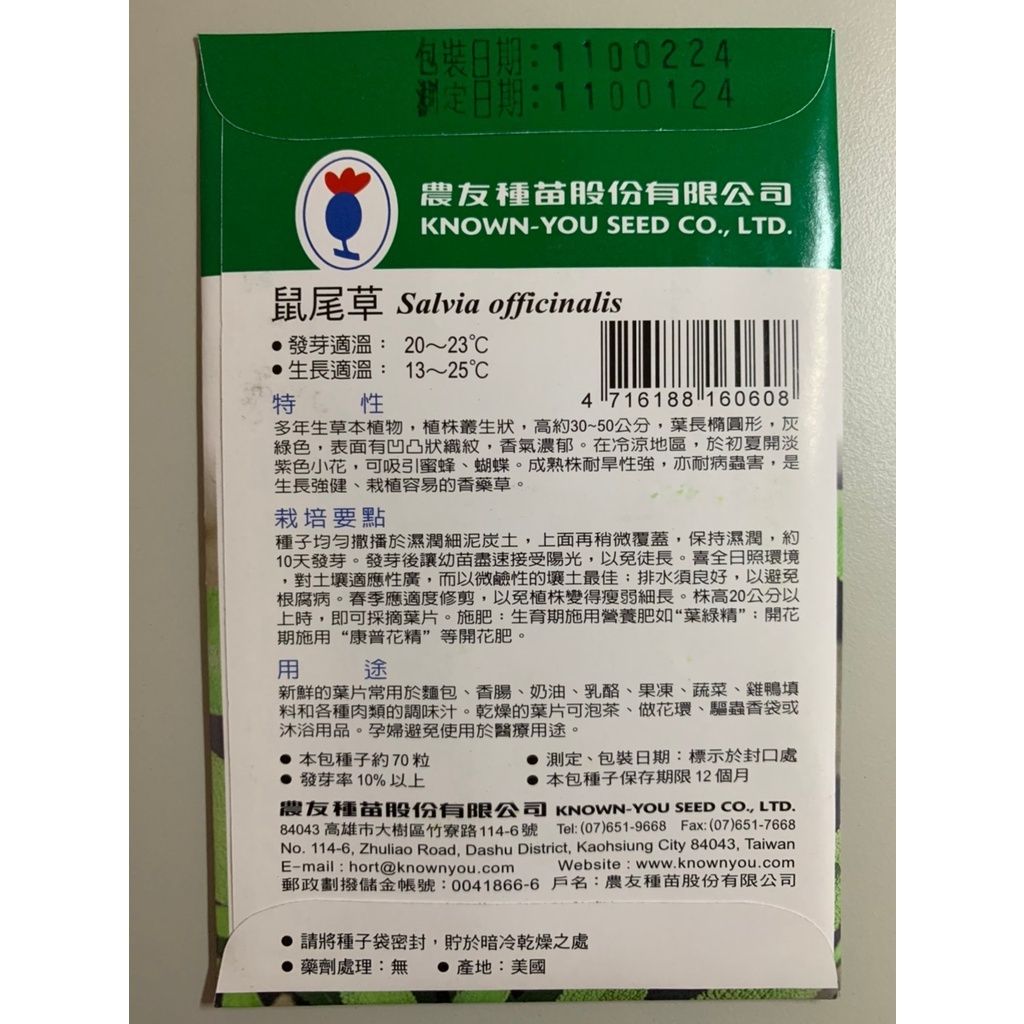 包裝日期:1100224
測定日期:1100124
農友種苗股份有限公司
KNOWN-YOU SEED CO., LTD.
鼠尾草 Salvia officinalis
●發芽適溫： 20～23℃
●生長適溫： 13～25℃
4 716188 160608
特 性
多年生草本植物，植株叢生狀，高約30~50公分，葉長橢圓形，灰
綠色，表面有凹凸狀織紋，香氣濃郁。在冷涼地區，於初夏開淡
紫色小花，可吸引蜜蜂、蝴蝶。成熟株耐旱性強，亦耐病蟲害，是
生長強健、栽植容易的香藥草。
栽培要點
種子均勻撒播於濕潤細泥炭土，上面再稍微覆蓋，保持濕潤，約
10天發芽。發芽後讓幼苗盡速接受陽光，以免徒長。喜全日照環境
，對土壤適應性廣，而以微鹼性的壤土最佳；排水須良好，以避免
根腐病。春季應適度修剪，以免植株變得瘦弱細長。株高20公分以
上時，即可採摘葉片。施肥：生育期施用營養肥如“葉綠精”；開花
期施用“康普花精”等開花肥。
用 途
新鮮的葉片常用於麵包、香腸、奶油、乳酪、果凍、蔬菜、雞鴨填
料和各種肉類的調味汁。乾燥的葉片可泡茶、做花環、驅蟲香袋或
沐浴用品。孕婦避免使用於醫療用途。
●本包種子約70粒 ●測定、包裝日期：標示於封口處
●發芽率10%以上 ●本包種子保存期限12個月
農友種苗股份有限公司 KNOWN-YOU SEED CO., LTD.
84043 高雄市大樹區竹寮路114-6號 Tel: (07)651-9668 Fax: (07)651-7668
No. 114-6, Zhuliao Road, Dashu District, Kaohsiung City 84043, Taiwan
E-mail : hort@knownyou.com Website : www.knownyou.com
郵政劃撥儲金帳號：0041866-6 戶名：農友種苗股份有限公司
●請將種子袋密封，貯於暗冷乾燥之處
●藥劑處理：無 ●產地：美國